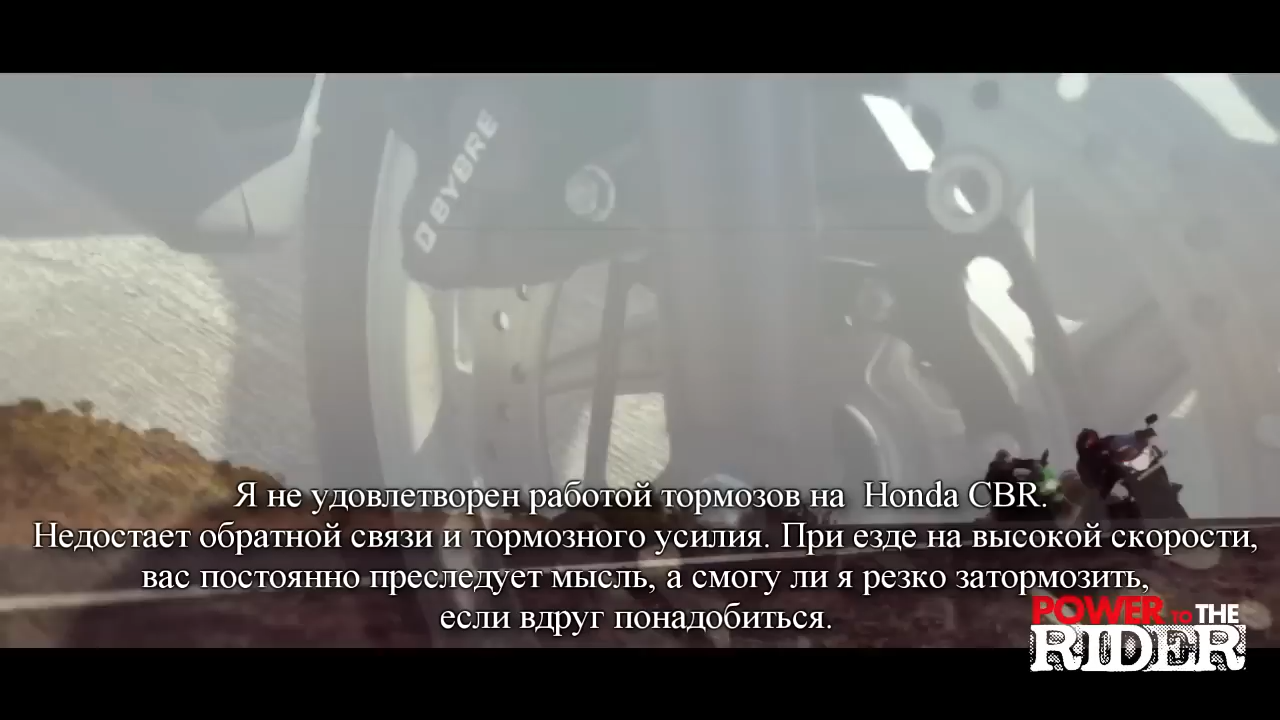 BYBRE
Я не удовлетворен работой тормозов на  Honda CBR.
Недостает обратной связи и тормозного усилия. При езде на высокой скорости,
вас постоянно преследует мысль, а смогу ли я резко затормозить,
если вдруг понадобиться.
POWER TO THE
RIDER